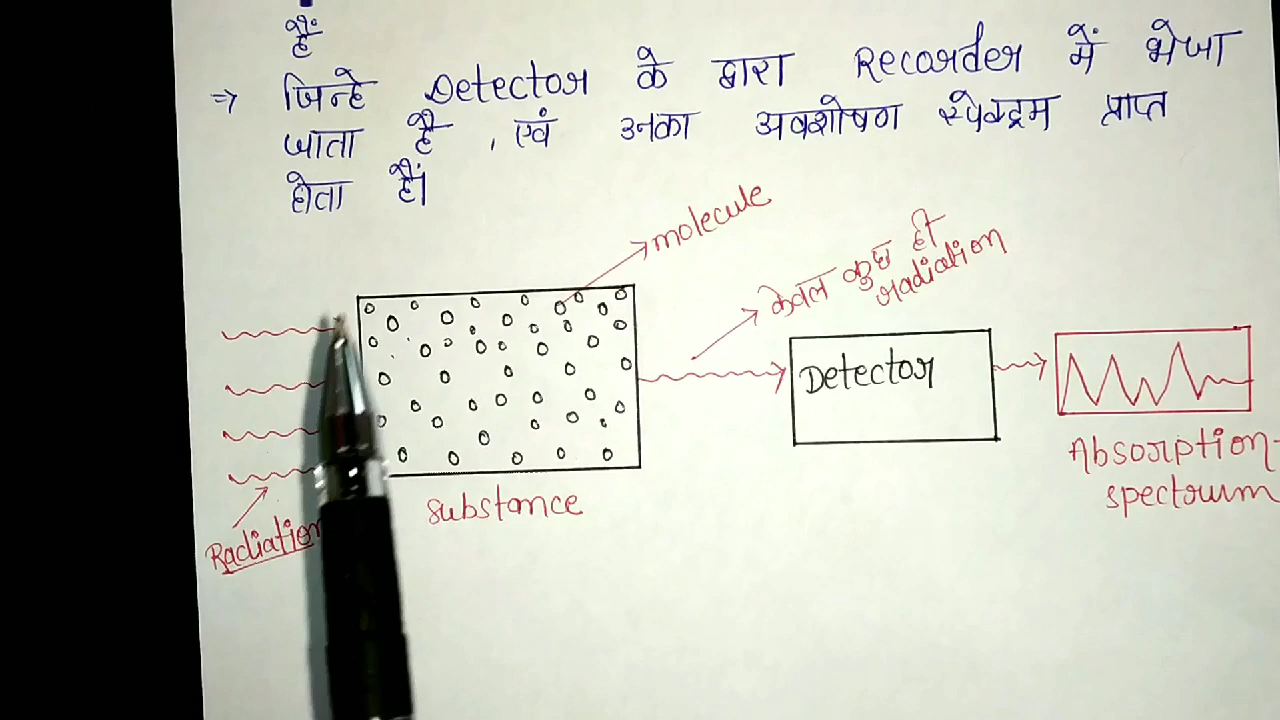 हैं
⇒ जिन्हे Detector के द्वारा Recorder में भेजा
जाता है , एवं उनका अवशोषण स्पेक्ट्रम प्राप्त
होता हैं।
molecule
केवल कुछ ही
radiation
Detector
Absorption-
spectrum
substance
Radiation